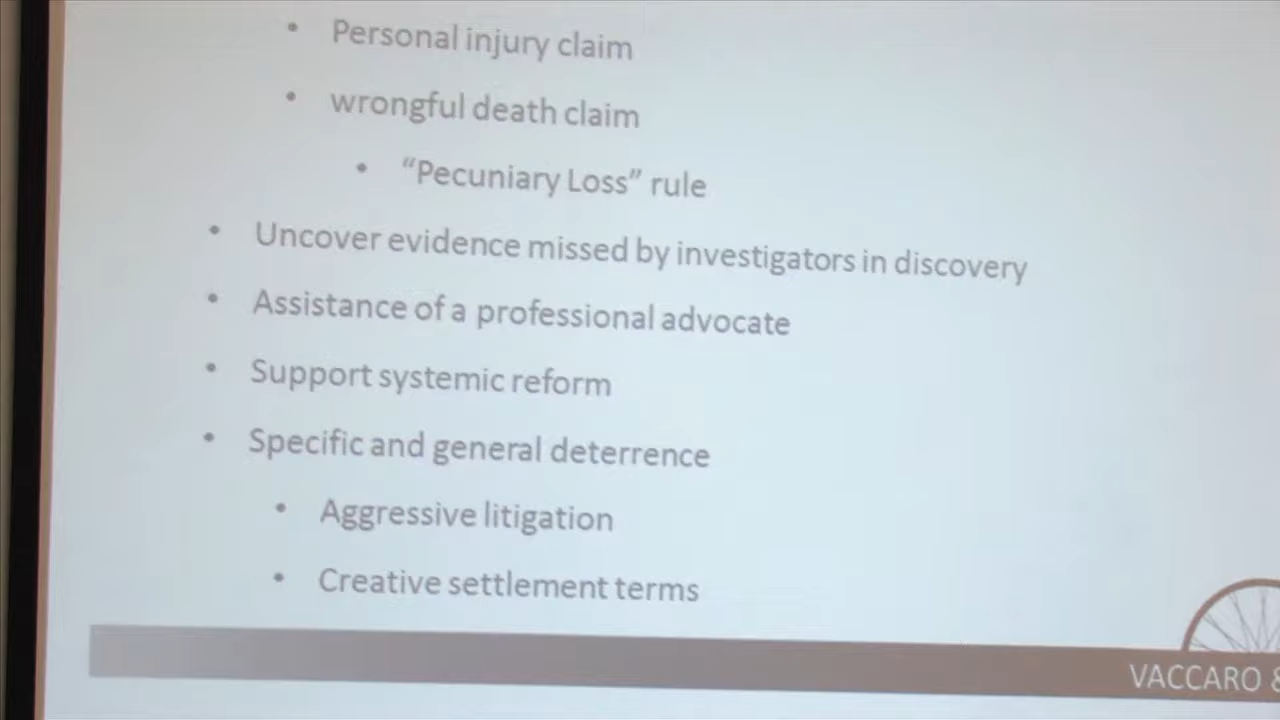 • Personal injury claim
• wrongful death claim
• “Pecuniary Loss” rule
• Uncover evidence missed by investigators in discovery
• Assistance of a professional advocate
• Support systemic reform
• Specific and general deterrence
• Aggressive litigation
• Creative settlement terms
VACCARO &